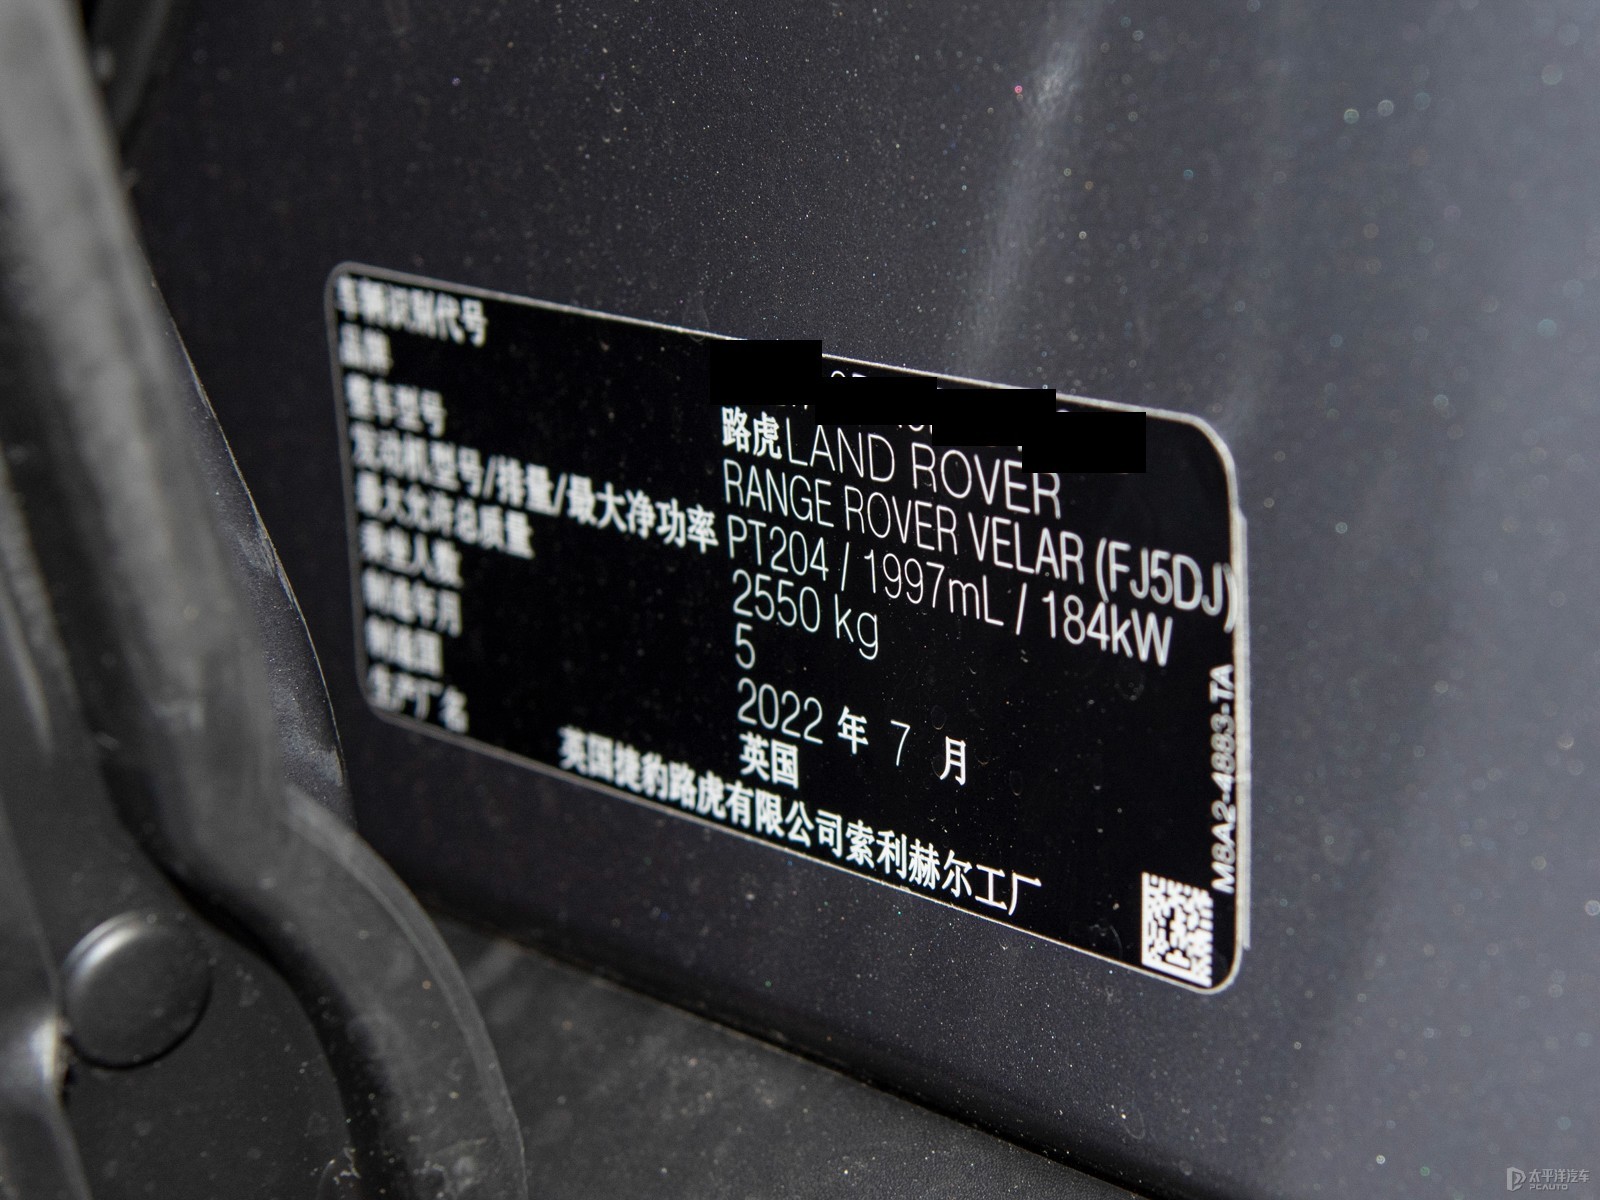 车辆识别代号
品牌 路虎LAND ROVER
整车型号 RANGE ROVER VELAR (FJ5DJ)
发动机型号/排量/最大净功率 PT204 / 1997mL / 184kW
最大允许总质量 2550 kg
乘坐人数 5
制造年月 2022 年 7 月
制造国 英国
生产厂名 英国捷豹路虎有限公司索利赫尔工厂
M8A2-4683-TA
太平洋汽车
PCAUTO